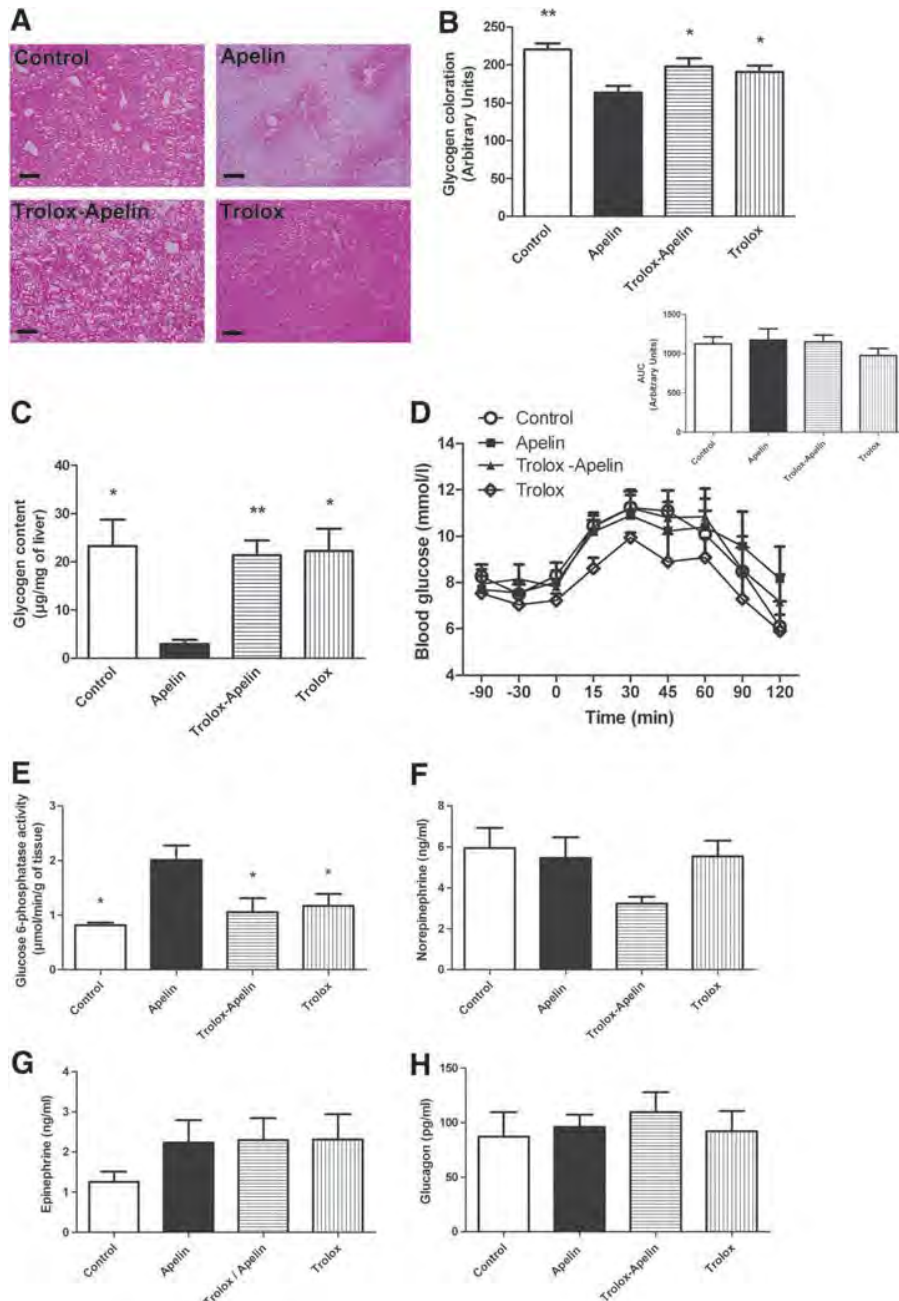 A
Control
Apelin
Trolox-Apelin
Trolox
B
Glycogen coloration
(Arbitrary Units)
250
200
150
100
50
0
**
*
*
Control
Apelin
Trolox-Apelin
Trolox
AUC
(Arbitrary Units)
1500
1000
500
0
Control
Apelin
Trolox-Apelin
Trolox
C
Glycogen content
(µg/mg of liver)
40
30
20
10
0
*
**
*
Control
Apelin
Trolox-Apelin
Trolox
D
Control
Apelin
Trolox -Apelin
Trolox
Blood glucose (mmol/l)
14
12
10
8
6
4
-90 -30 0 15 30 45 60 90 120
Time (min)
E
Glucose 6-phosphatase activity
(µmol/min/g of tissue)
3
2
1
0
*
*
*
Control
Apelin
Trolox-Apelin
Trolox
F
Norepinephrine (ng/ml)
8
6
4
2
0
Control
Apelin
Trolox-Apelin
Trolox
G
Epinephrine (ng/ml)
4
3
2
1
0
Control
Apelin
Trolox / Apelin
Trolox
H
Glucagon (pg/ml)
150
100
50
0
Control
Apelin
Trolox-Apelin
Trolox